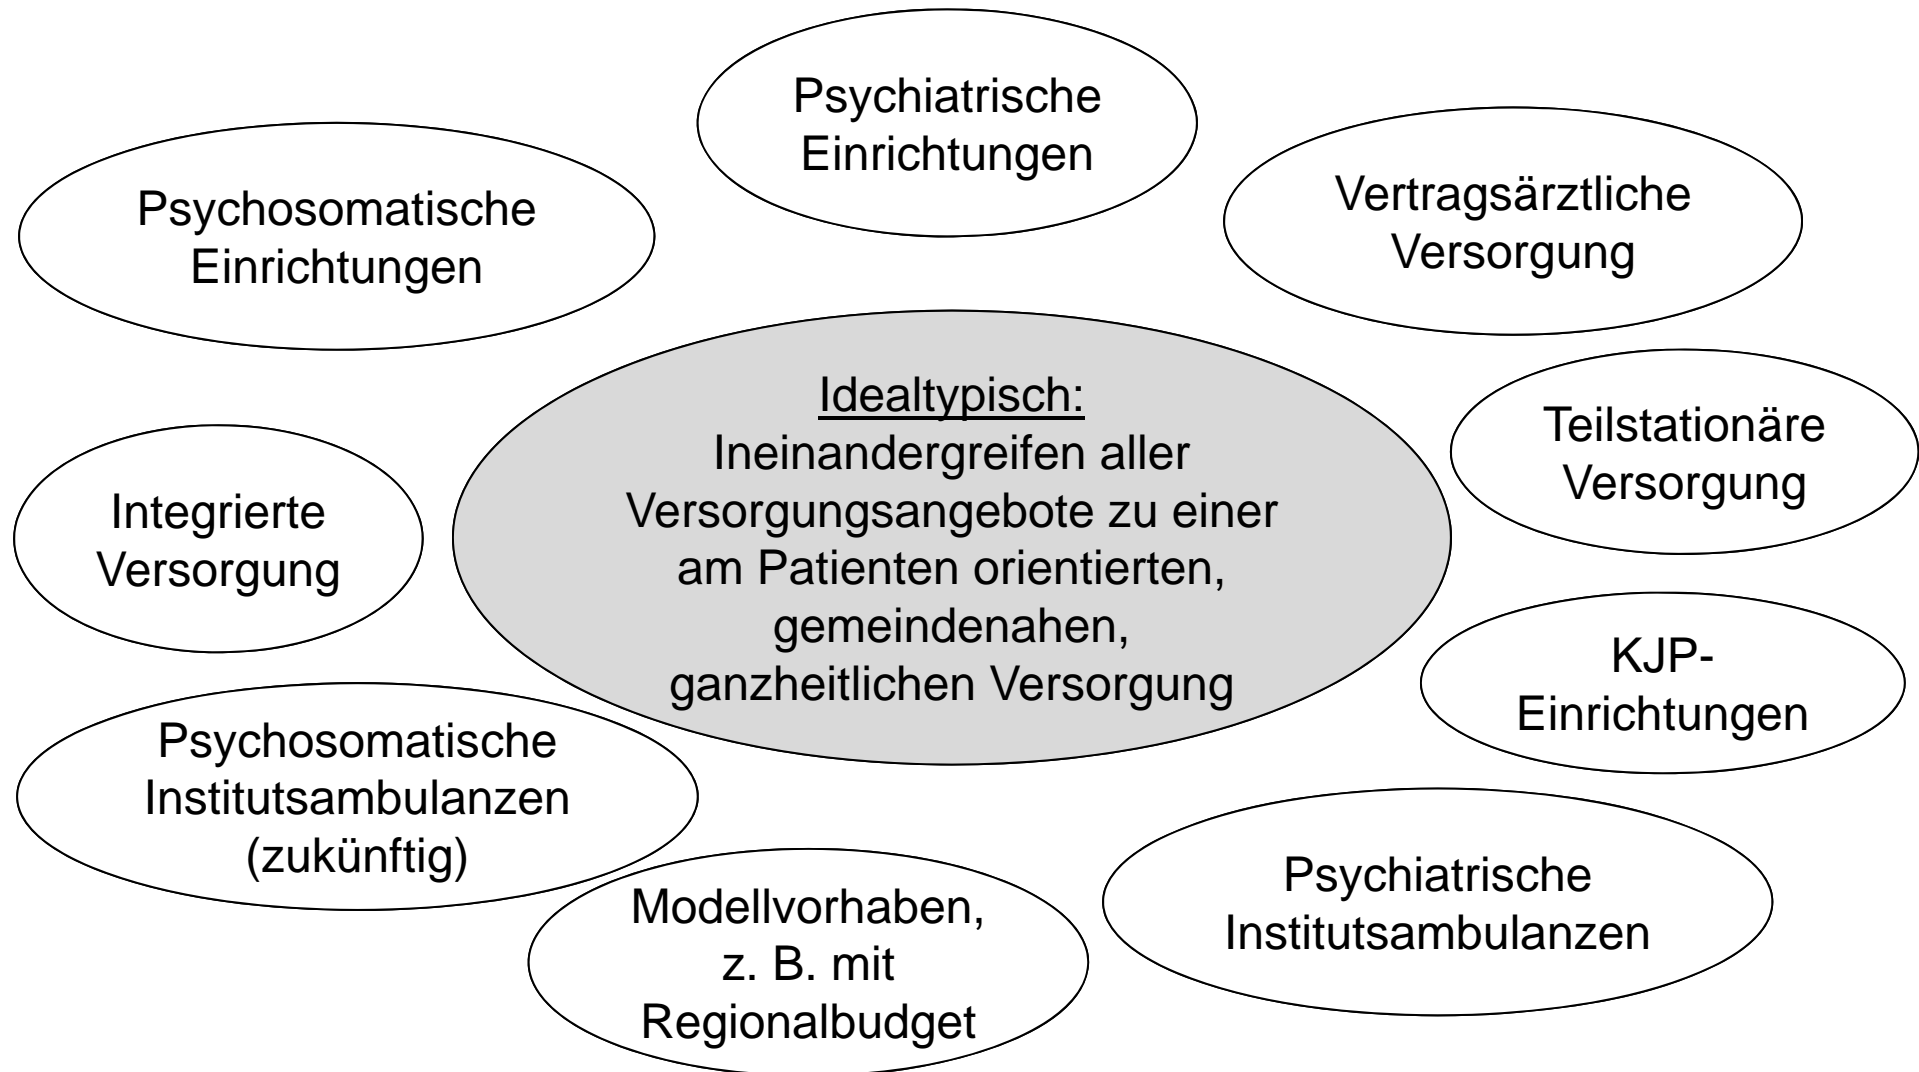 Psychiatrische
Einrichtungen
Psychosomatische
Einrichtungen
Vertragsärztliche
Versorgung
Idealtypisch:
Ineinandergreifen aller
Versorgungsangebote zu einer
am Patienten orientierten,
gemeindenahen,
ganzheitlichen Versorgung
Teilstationäre
Versorgung
Integrierte
Versorgung
KJP-
Einrichtungen
Psychosomatische
Institutsambulanzen
(zukünftig)
Psychiatrische
Institutsambulanzen
Modellvorhaben,
z. B. mit
Regionalbudget